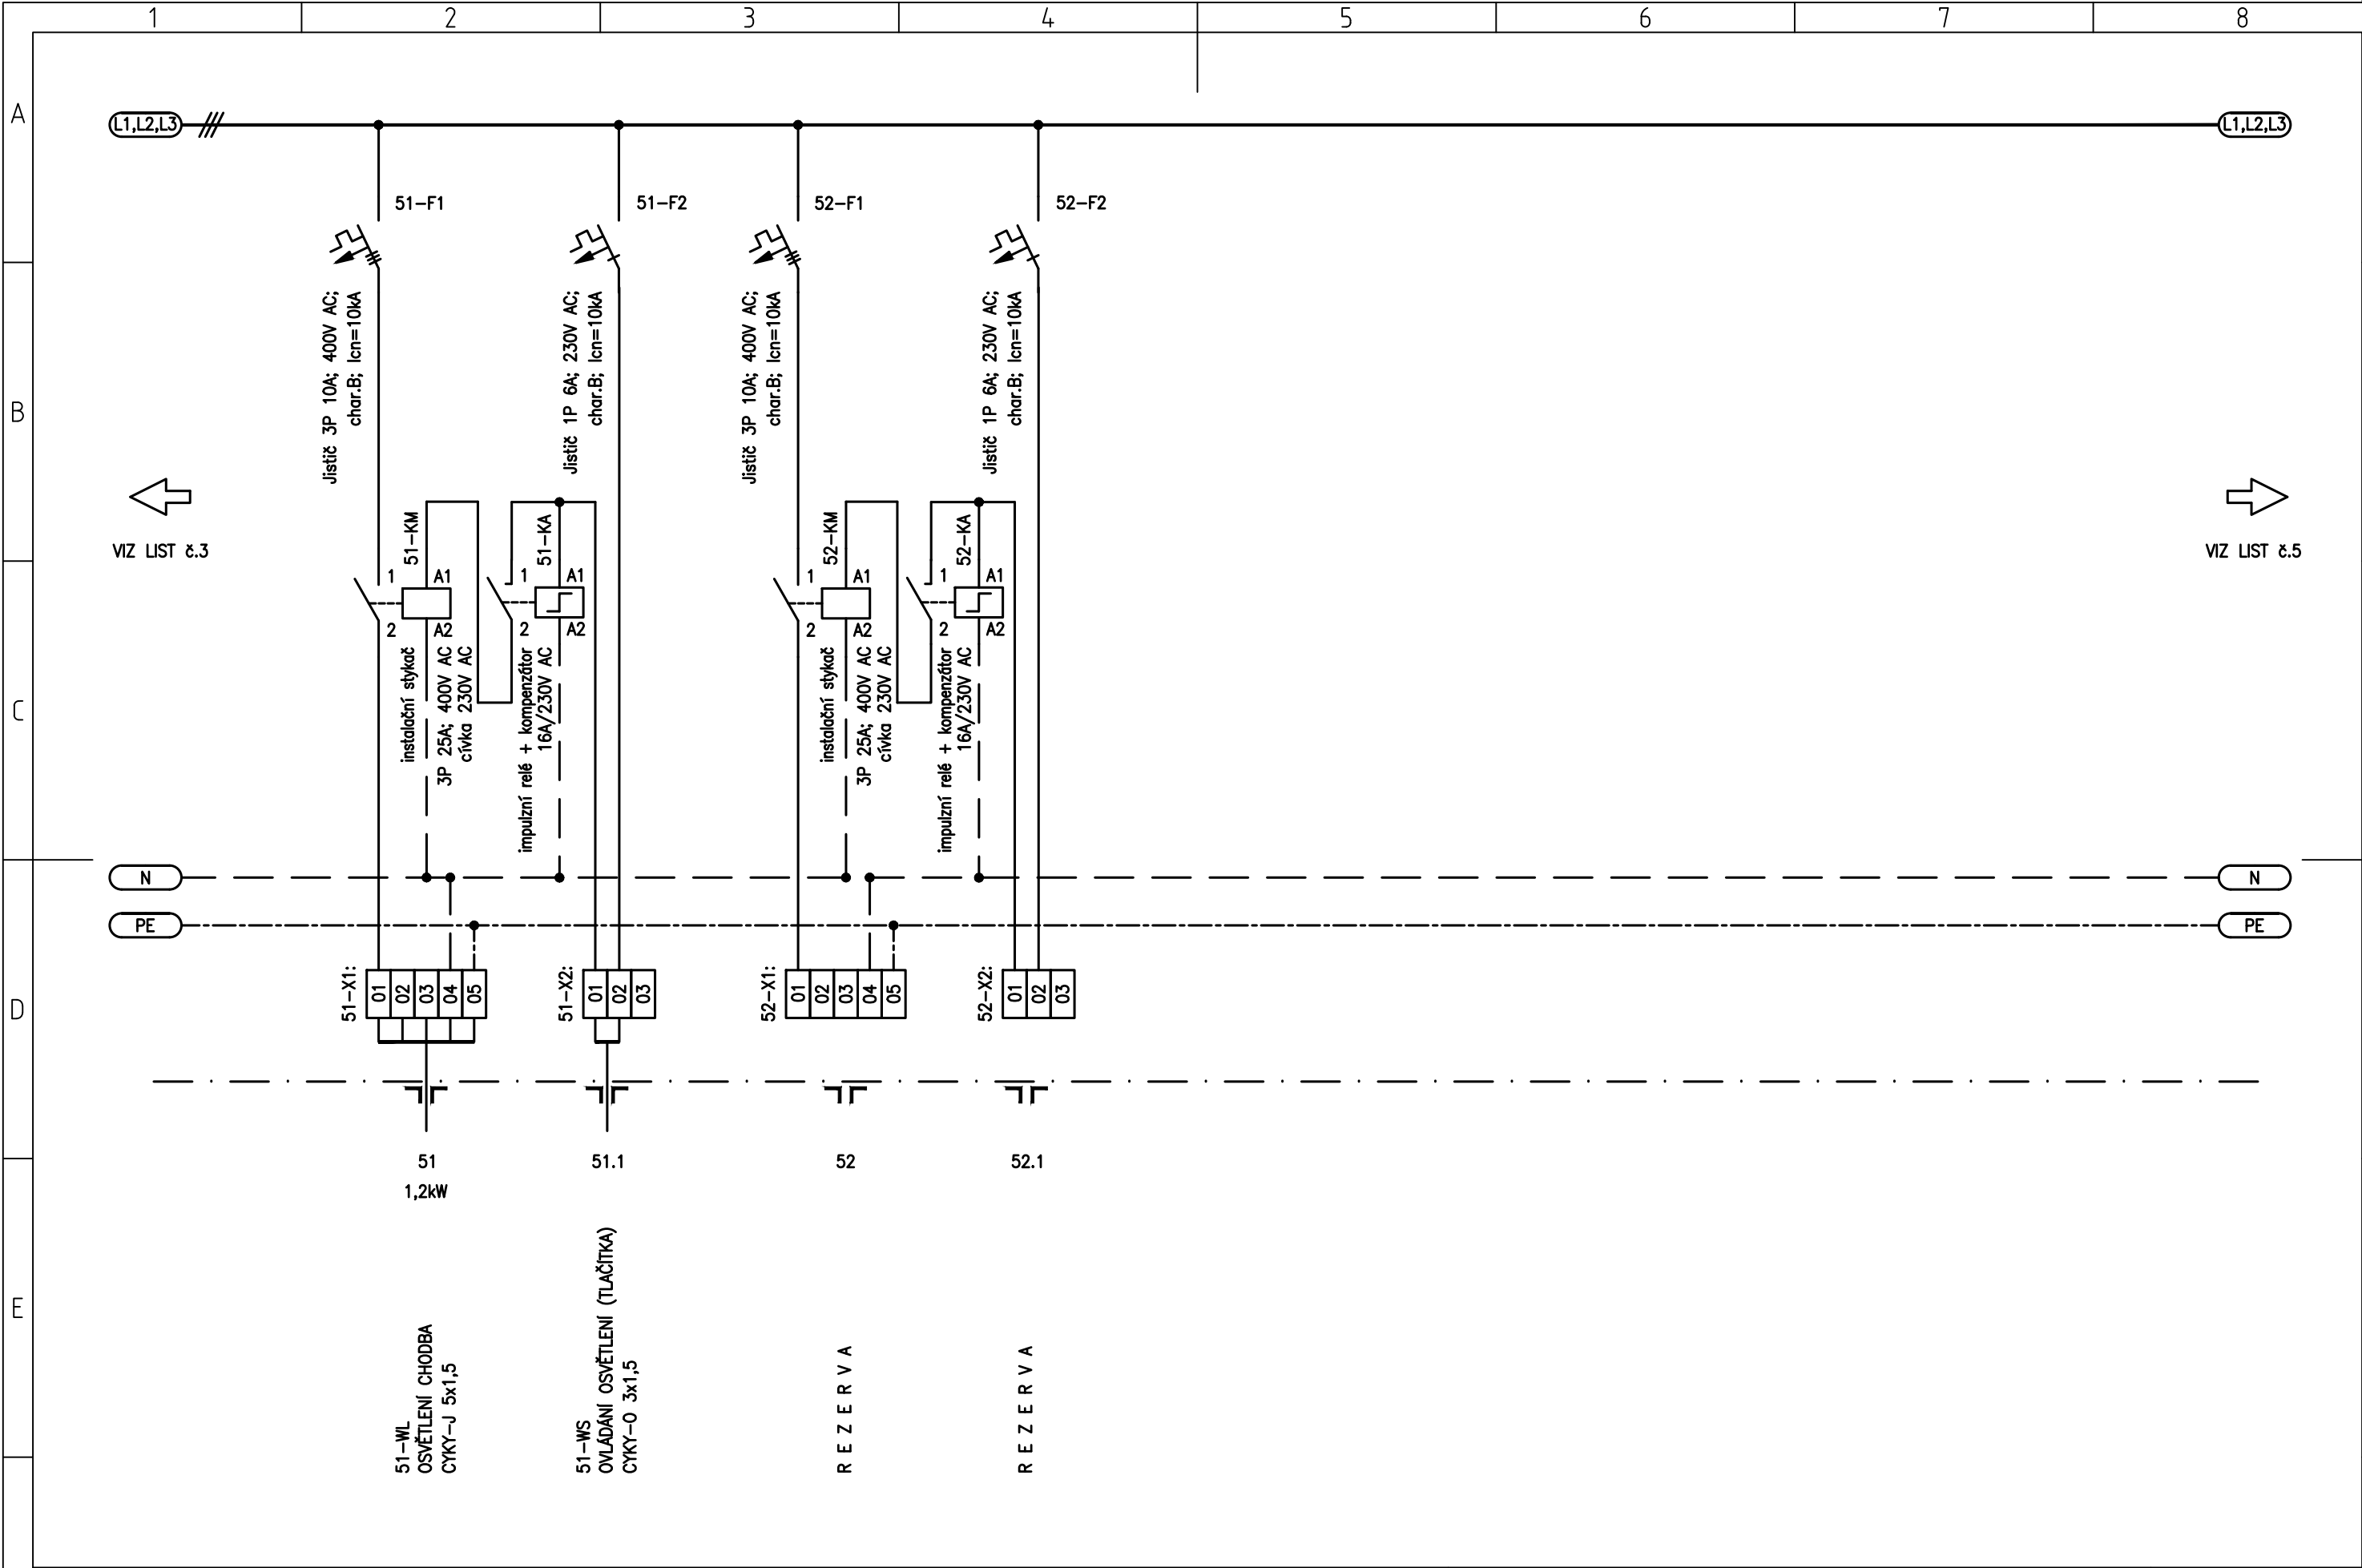 1 2 3 4 5 6 7 8
A
B
C
D
E
L1,L2,L3
L1,L2,L3
51-F1
51-F2
52-F1
52-F2
Jistič 3P 10A; 400V AC;
char.B; Icn=10kA
Jistič 1P 6A; 230V AC;
char.B; Icn=10kA
Jistič 3P 10A; 400V AC;
char.B; Icn=10kA
Jistič 1P 6A; 230V AC;
char.B; Icn=10kA
VIZ LIST č.3
VIZ LIST č.5
51-KM
1
2
A1
A2
instalační stykač
3P 25A; 400V AC
cívka 230V AC
51-KA
1
2
A1
A2
impulzní relé + kompenzátor
16A/230V AC
52-KM
1
2
A1
A2
instalační stykač
3P 25A; 400V AC
cívka 230V AC
52-KA
1
2
A1
A2
impulzní relé + kompenzátor
16A/230V AC
N
N
PE
PE
51-X1:
01
02
03
04
05
51-X2:
01
02
03
52-X1:
01
02
03
04
05
52-X2:
01
02
03
51
1,2kW
51.1
52
52.1
51-WL
OSVĚTLENÍ CHODBA
CYKY-J 5x1,5
51-WS
OVLÁDÁNÍ OSVĚTLENÍ (TLAČÍTKA)
CYKY-O 3x1,5
R E Z E R V A
R E Z E R V A